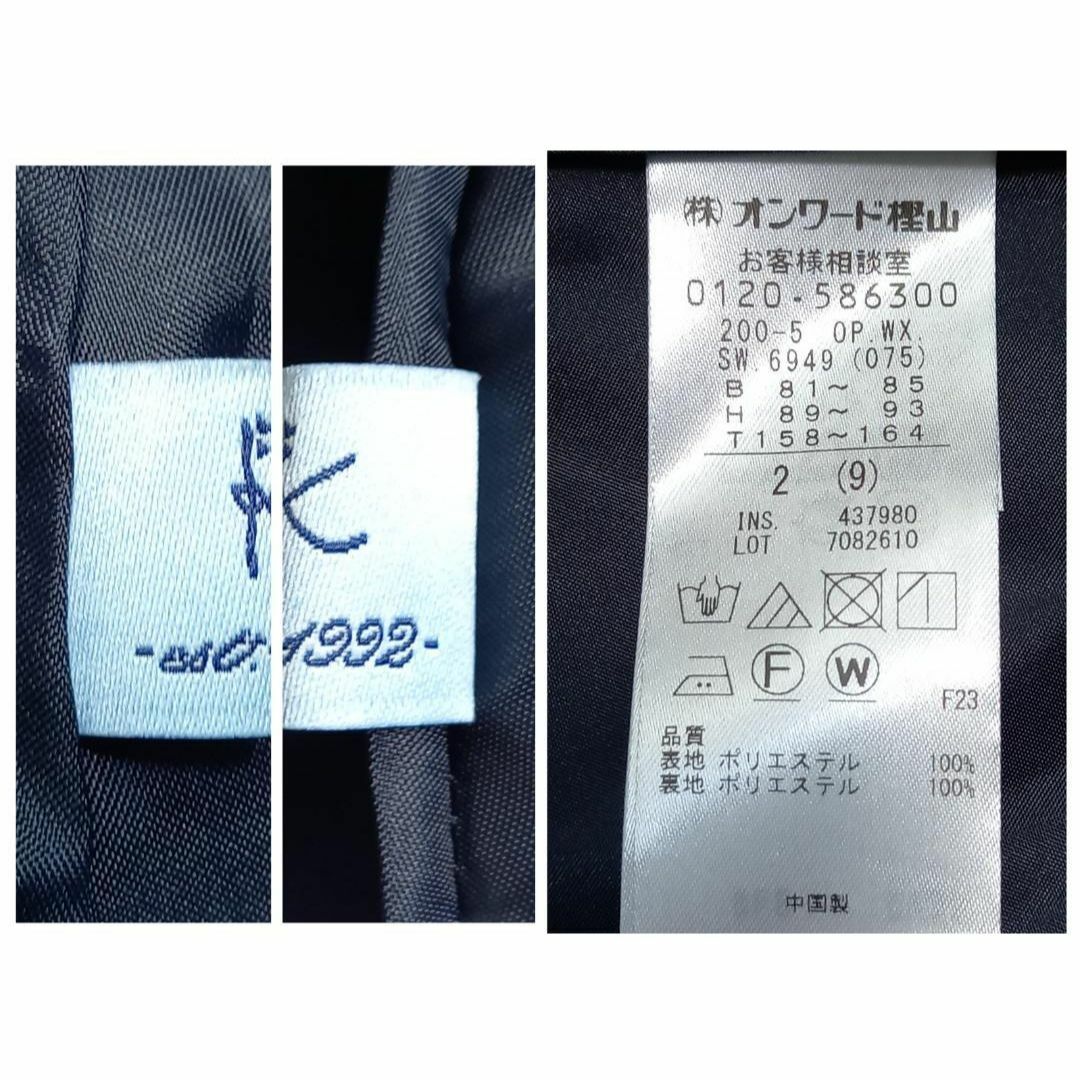 -est.1992-
㈱オンワード樫山
お客様相談室
0120-586300
200-5 OP.WX.
SW.6949 (075)
B 81～ 85
H 89～ 93
T158～164
2 (9)
INS. 437980
LOT 7082610
F
W
F23
品質
表地 ポリエステル 100%
裏地 ポリエステル 100%
中国製